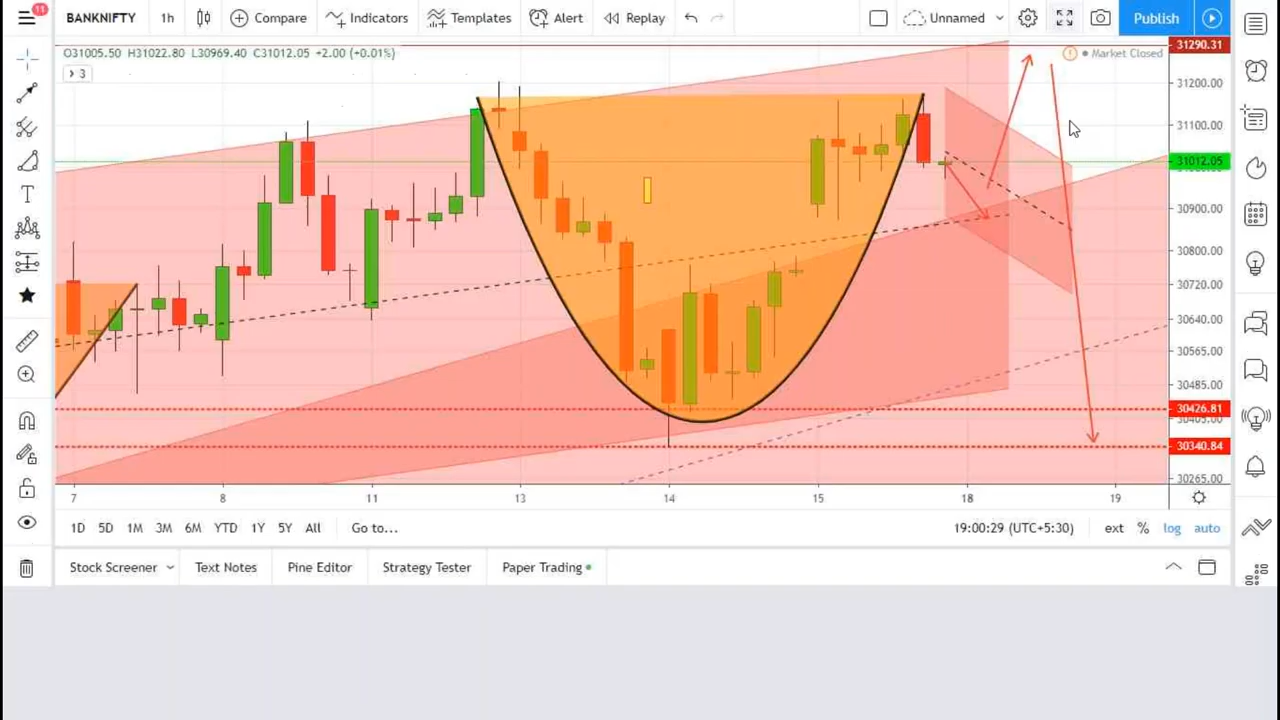 11
BANKNIFTY 1h Compare Indicators Templates Alert Replay Unnamed Publish
O31005.50 H31022.80 L30969.40 C31012.05 +2.00 (+0.01%)
Market Closed
3
31290.31
31200.00
31100.00
31012.05
30900.00
30800.00
30720.00
30640.00
30565.00
30485.00
30426.81
30405.00
30340.84
30265.00
7 8 11 13 14 15 18 19
1D 5D 1M 3M 6M YTD 1Y 5Y All Go to... 19:00:29 (UTC+5:30) ext % log auto
Stock Screener Text Notes Pine Editor Strategy Tester Paper Trading